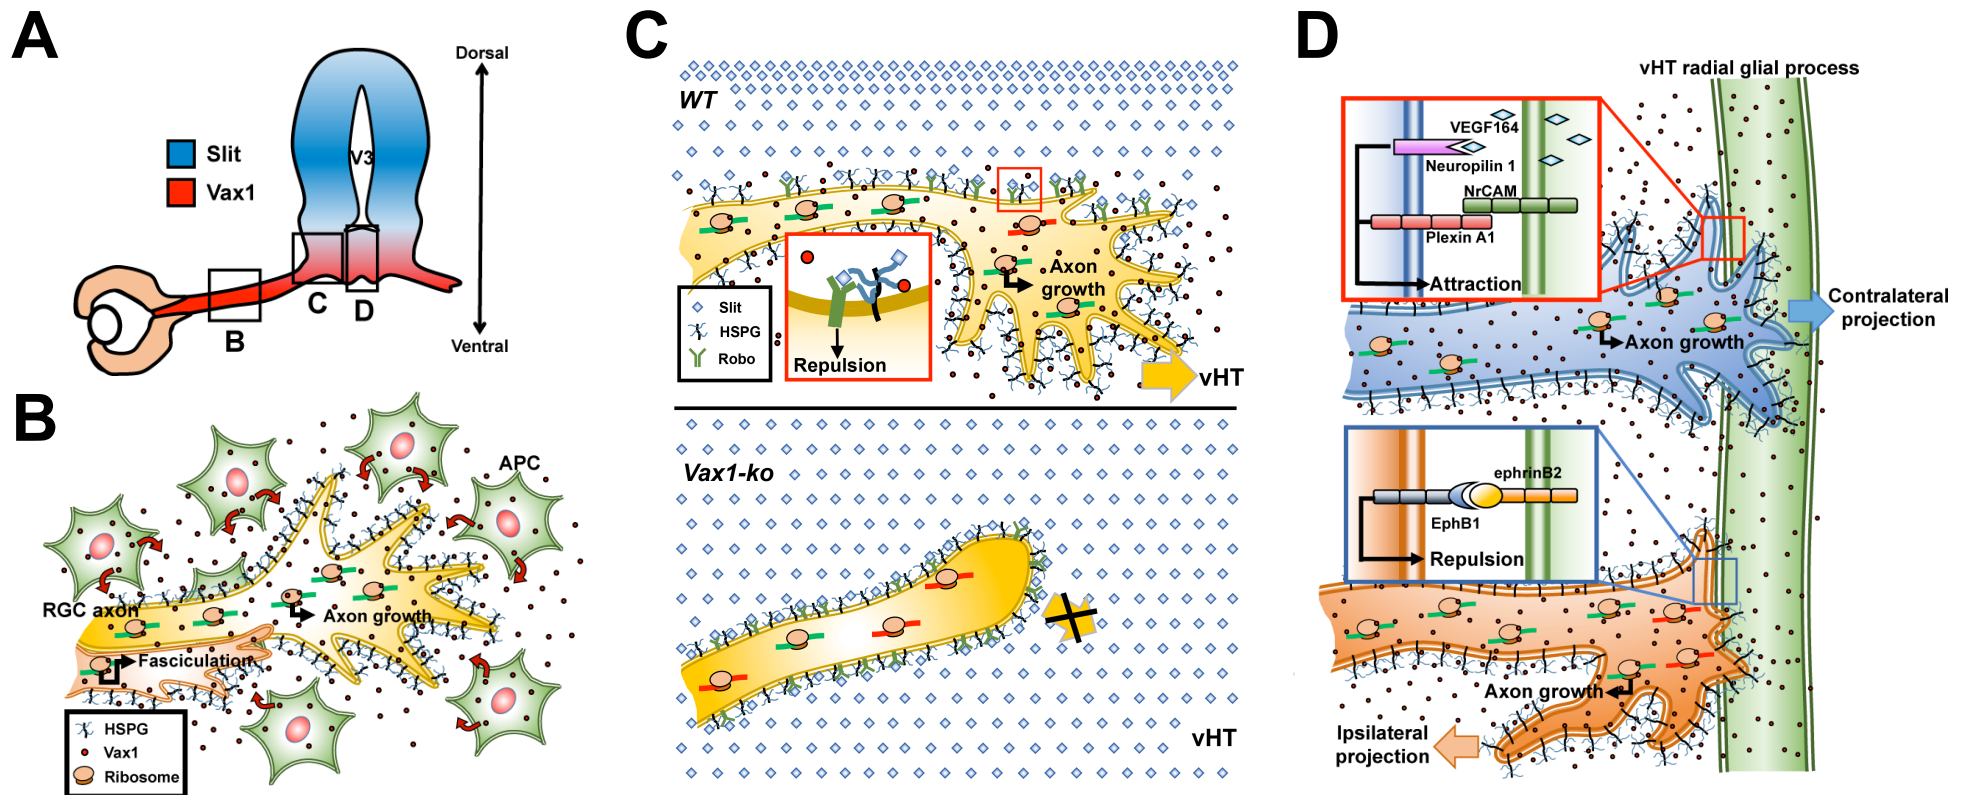 A
Dorsal
V3
Slit
Vax1
C
D
B
Ventral
B
APC
RGC axon
Axon growth
Fasciculation
HSPG
Vax1
Ribosome
C
WT
Axon
growth
Slit
HSPG
Robo
Repulsion
vHT
Vax1-ko
vHT
D
vHT radial glial process
VEGF164
Neuropilin 1
NrCAM
Plexin A1
Attraction
Contralateral
projection
Axon growth
ephrinB2
EphB1
Repulsion
Axon growth
Ipsilateral
projection